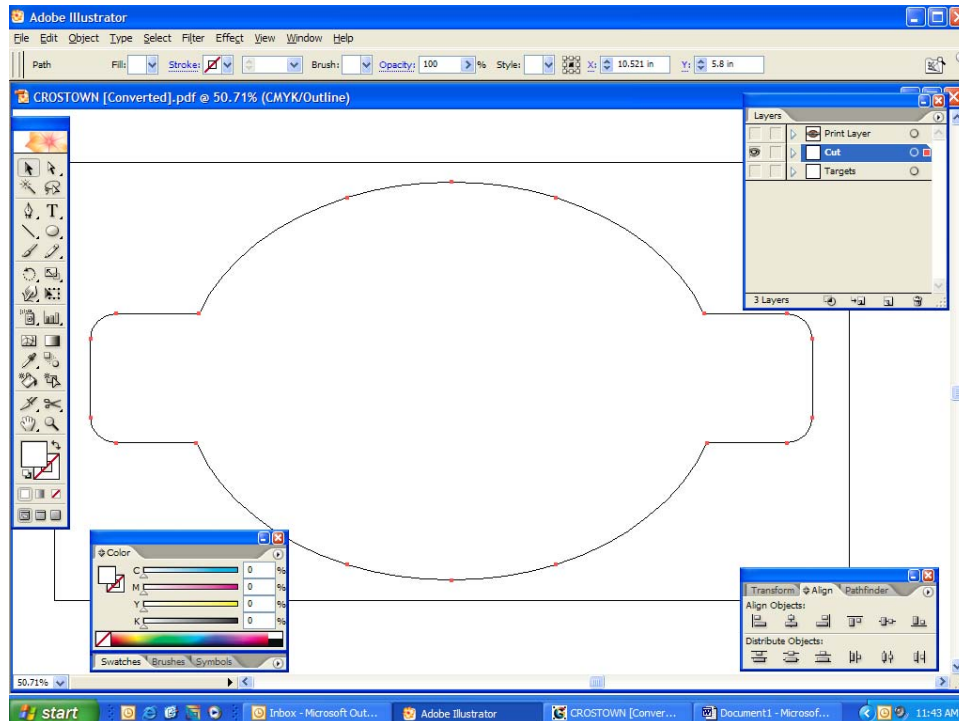 Adobe Illustrator
File Edit Object Type Select Filter Effect View Window Help
Path Fill: Stroke: Brush: Opacity: 100 % Style: X: 10.521 in Y: 5.8 in
CROSTOWN [Converted].pdf @ 50.71% (CMYK/Outline)
Layers
Print Layer
Cut
Targets
3 Layers
Color
C 0 %
M 0 %
Y 0 %
K 0 %
Swatches Brushes Symbols
Transform Align Pathfinder
Align Objects:
Distribute Objects:
50.71%
start Inbox - Microsoft Out... Adobe Illustrator CROSTOWN [Conver... Document1 - Microsof... 11:43 AM